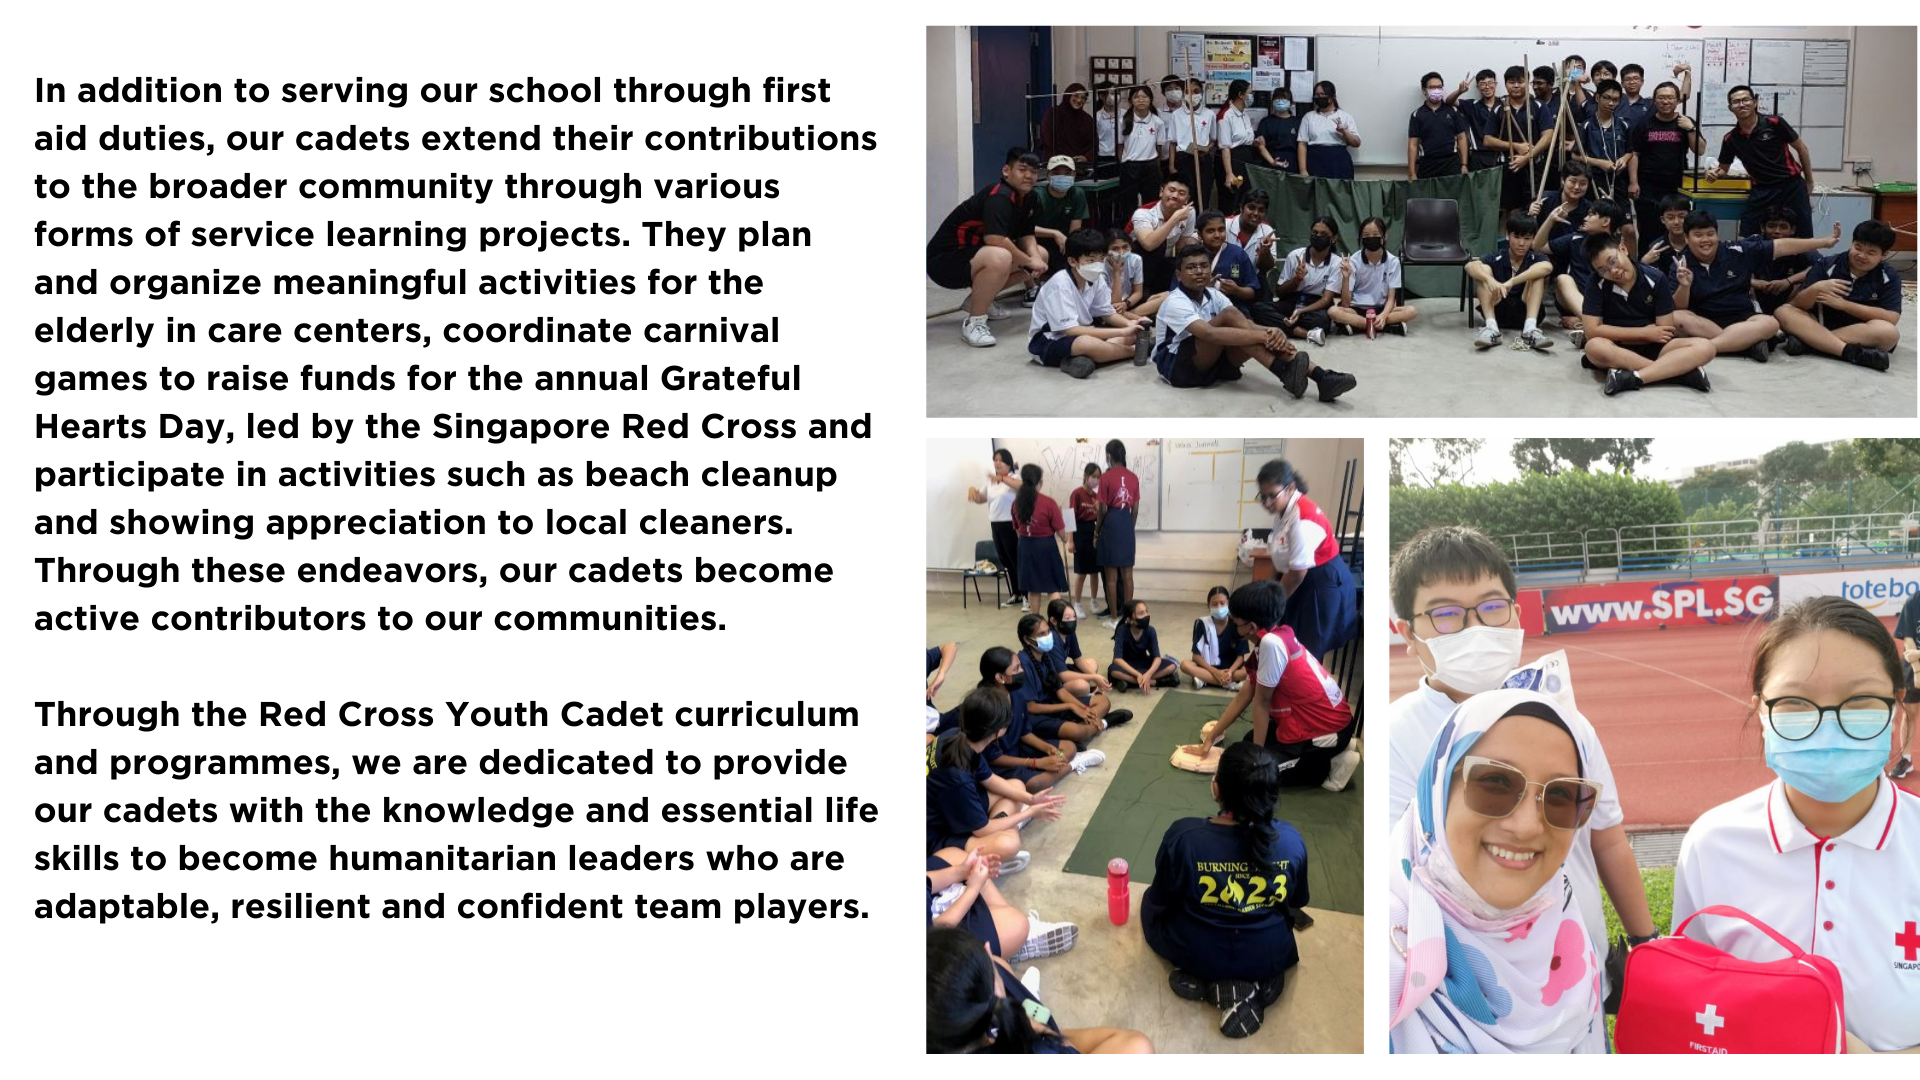 In addition to serving our school through first
aid duties, our cadets extend their contributions
to the broader community through various
forms of service learning projects. They plan
and organize meaningful activities for the
elderly in care centers, coordinate carnival
games to raise funds for the annual Grateful
Hearts Day, led by the Singapore Red Cross and
participate in activities such as beach cleanup
and showing appreciation to local cleaners.
Through these endeavors, our cadets become
active contributors to our communities.
Through the Red Cross Youth Cadet curriculum
and programmes, we are dedicated to provide
our cadets with the knowledge and essential life
skills to become humanitarian leaders who are
adaptable, resilient and confident team players.
BURNING
SINCE
2023
www.SPL.SG
FIRST AID